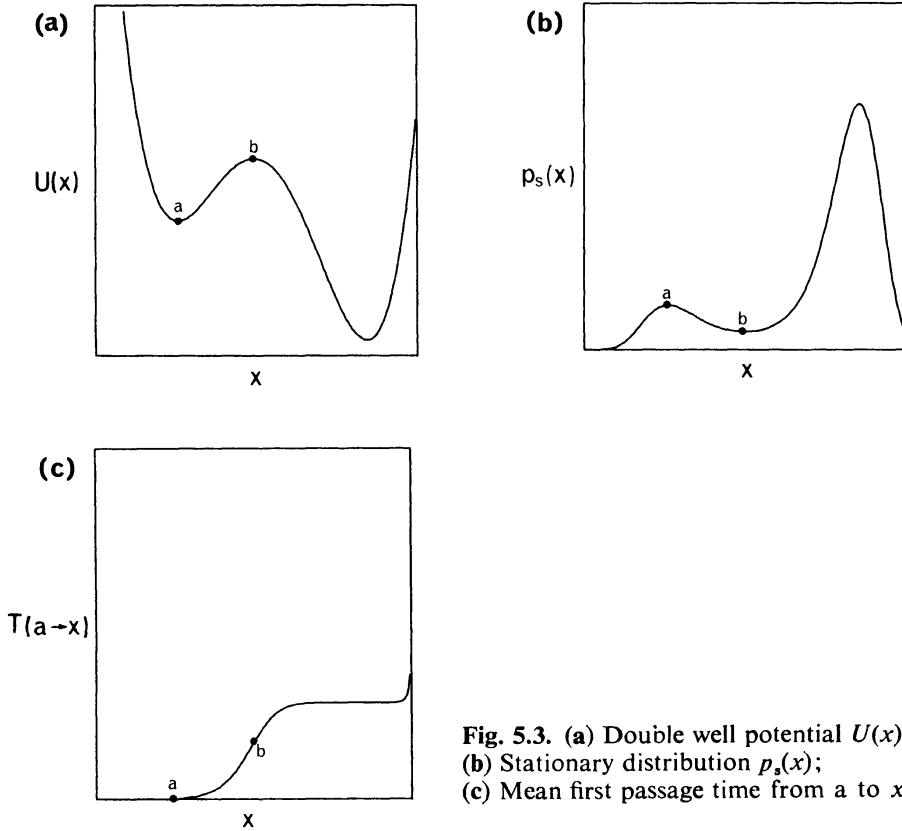 (a)
b
U(x)
a
x
(b)
p_s(x)
a
b
x
(c)
T(a→x)
a
b
x
Fig. 5.3. (a) Double well potential U(x)
(b) Stationary distribution p_s(x);
(c) Mean first passage time from a to x